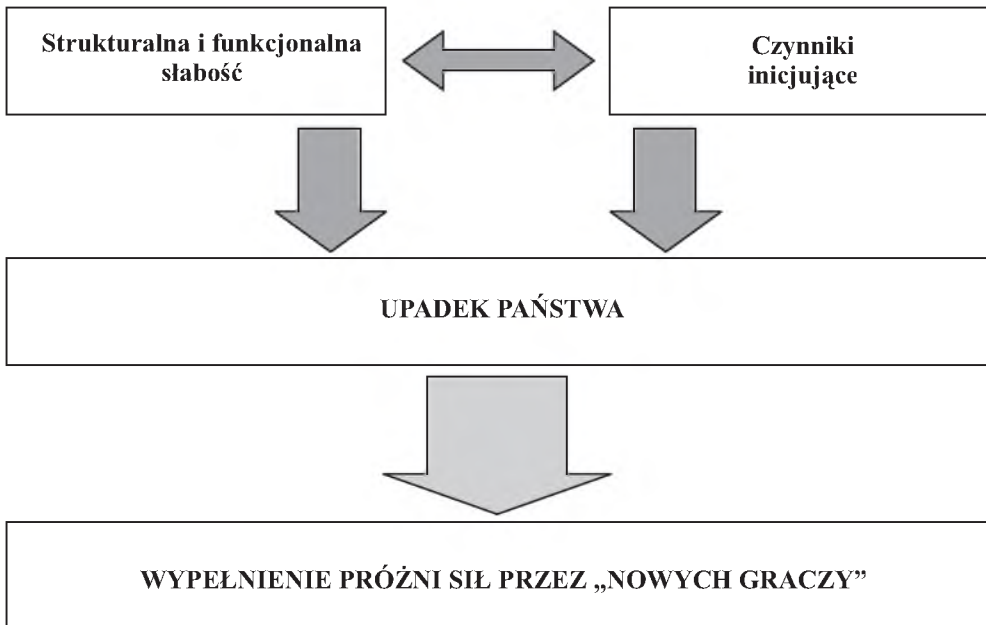 Strukturalna i funkcjonalna
słabość
Czynniki
inicjujące
UPADEK PAŃSTWA
WYPEŁNIENIE PRÓŻNI SIŁ PRZEZ „NOWYCH GRACZY”